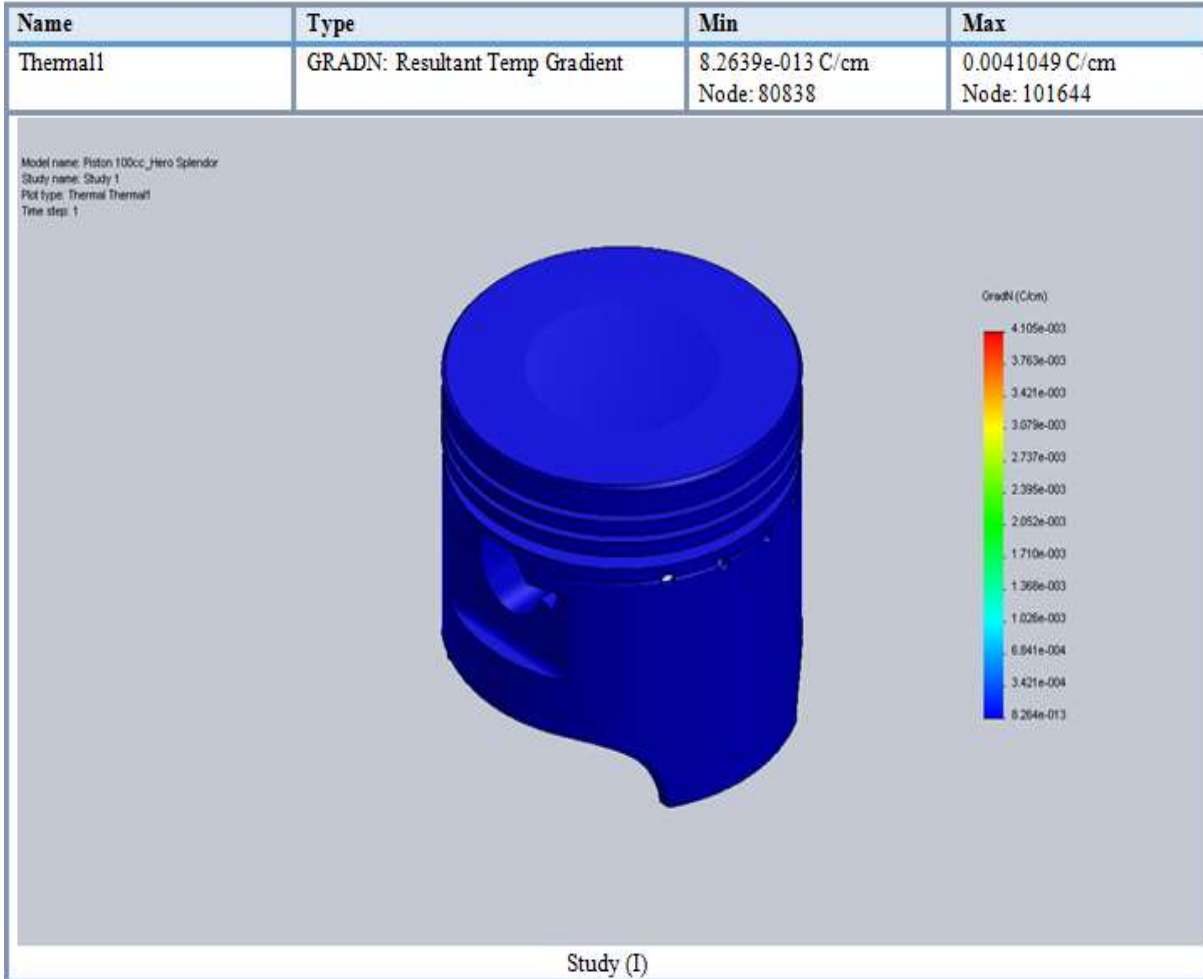 Name Type Min Max
Thermal1 GRADN: Resultant Temp Gradient 8.2639e-013 C/cm 0.0041049 C/cm
Node: 80838 Node: 101644
Model name: Piston 100cc_Hero Splendor
Study name: Study 1
Plot type: Thermal Thermal1
Time step: 1
GradN (C/cm)
4.105e-003
3.763e-003
3.421e-003
3.079e-003
2.737e-003
2.395e-003
2.052e-003
1.710e-003
1.368e-003
1.026e-003
6.841e-004
3.421e-004
8.264e-013
Study (I)